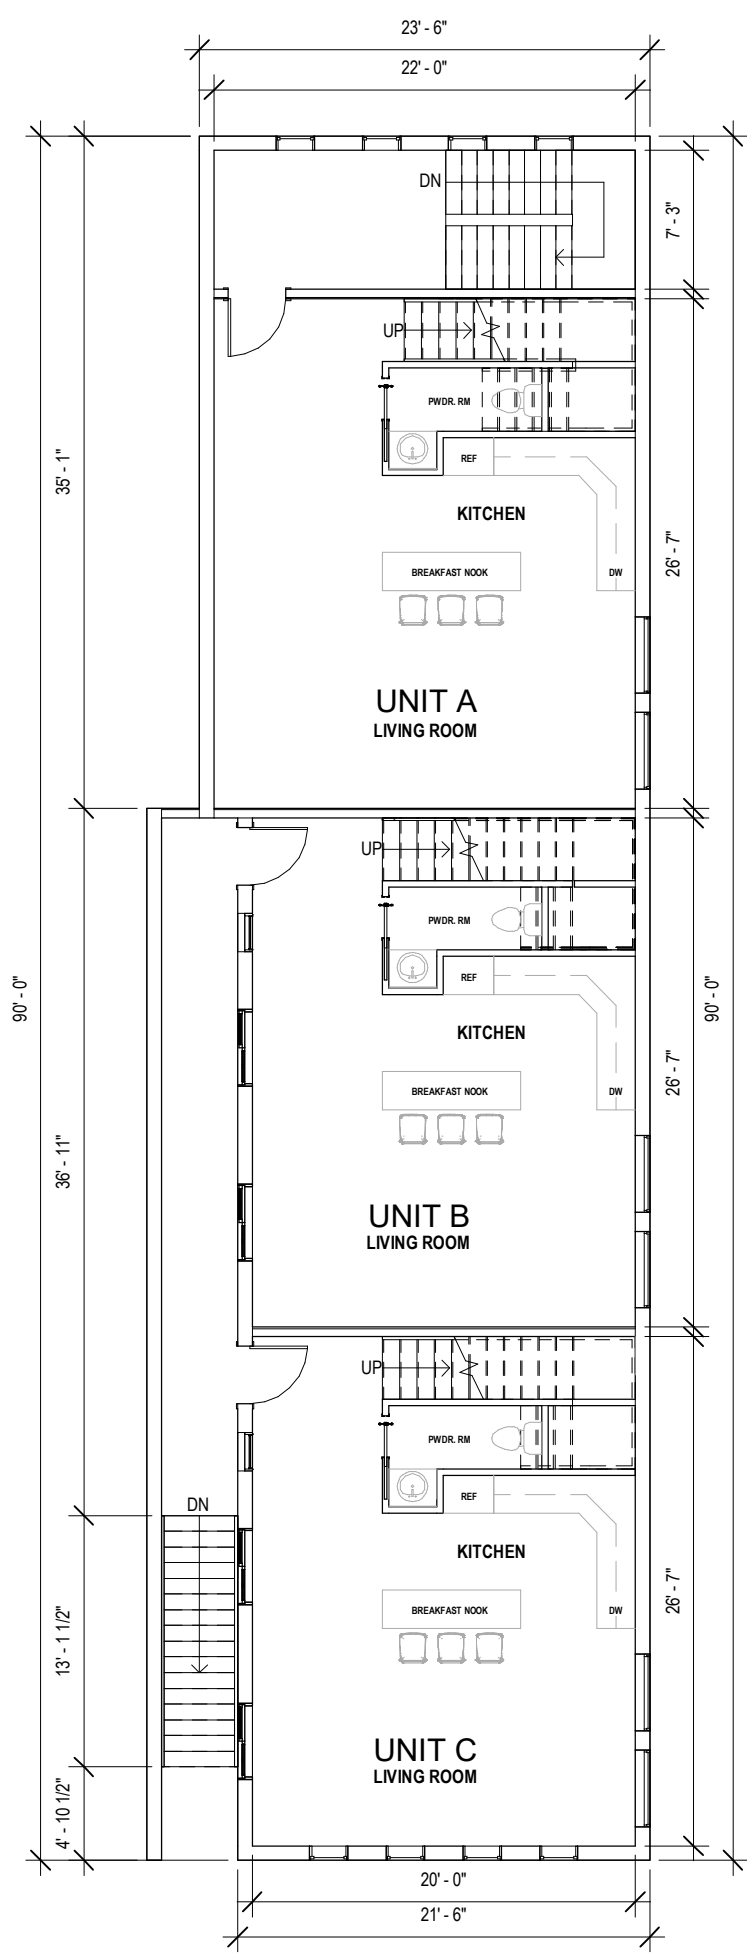 23' - 6"
22' - 0"
DN
7' - 3"
UP
PWDR. RM
REF
35' - 1"
KITCHEN
26' - 7"
BREAKFAST NOOK
DW
UNIT A
LIVING ROOM
UP
PWDR. RM
REF
90' - 0"
90' - 0"
KITCHEN
26' - 7"
BREAKFAST NOOK
DW
36' - 11"
UNIT B
LIVING ROOM
UP
PWDR. RM
REF
DN
KITCHEN
26' - 7"
BREAKFAST NOOK
DW
13' - 1 1/2"
UNIT C
LIVING ROOM
4' - 10 1/2"
20' - 0"
21' - 6"